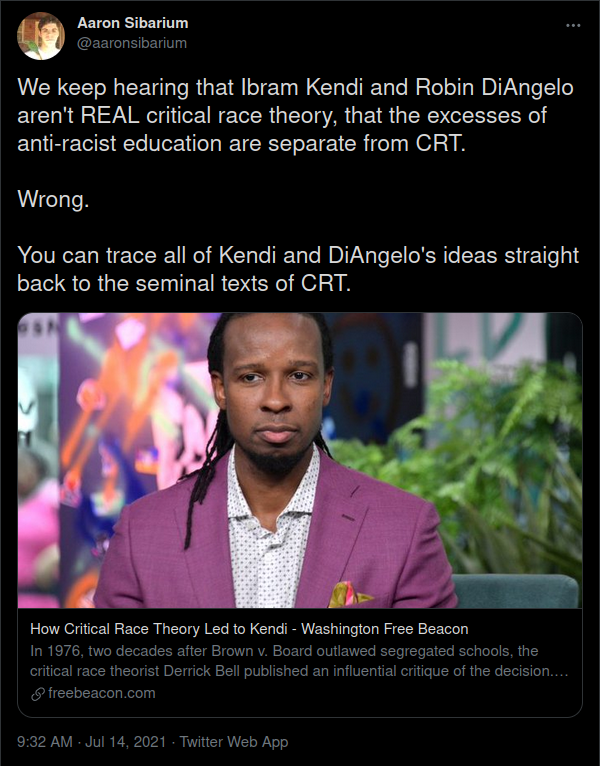 Aaron Sibarium
@aaronsibarium
We keep hearing that Ibram Kendi and Robin DiAngelo
aren't REAL critical race theory, that the excesses of
anti-racist education are separate from CRT.
Wrong.
You can trace all of Kendi and DiAngelo's ideas straight
back to the seminal texts of CRT.
How Critical Race Theory Led to Kendi - Washington Free Beacon
In 1976, two decades after Brown v. Board outlawed segregated schools, the
critical race theorist Derrick Bell published an influential critique of the decision.…
freebeacon.com
9:32 AM · Jul 14, 2021 · Twitter Web App